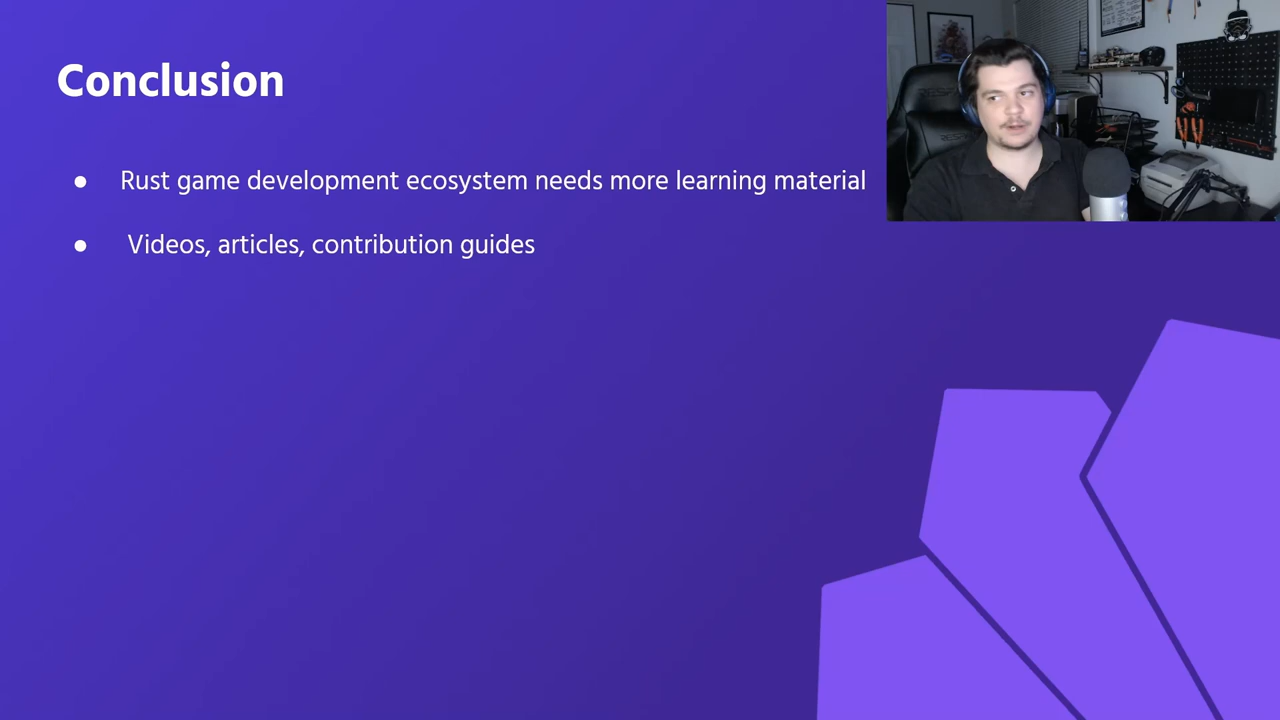 Conclusion
● Rust game development ecosystem needs more learning material
● Videos, articles, contribution guides